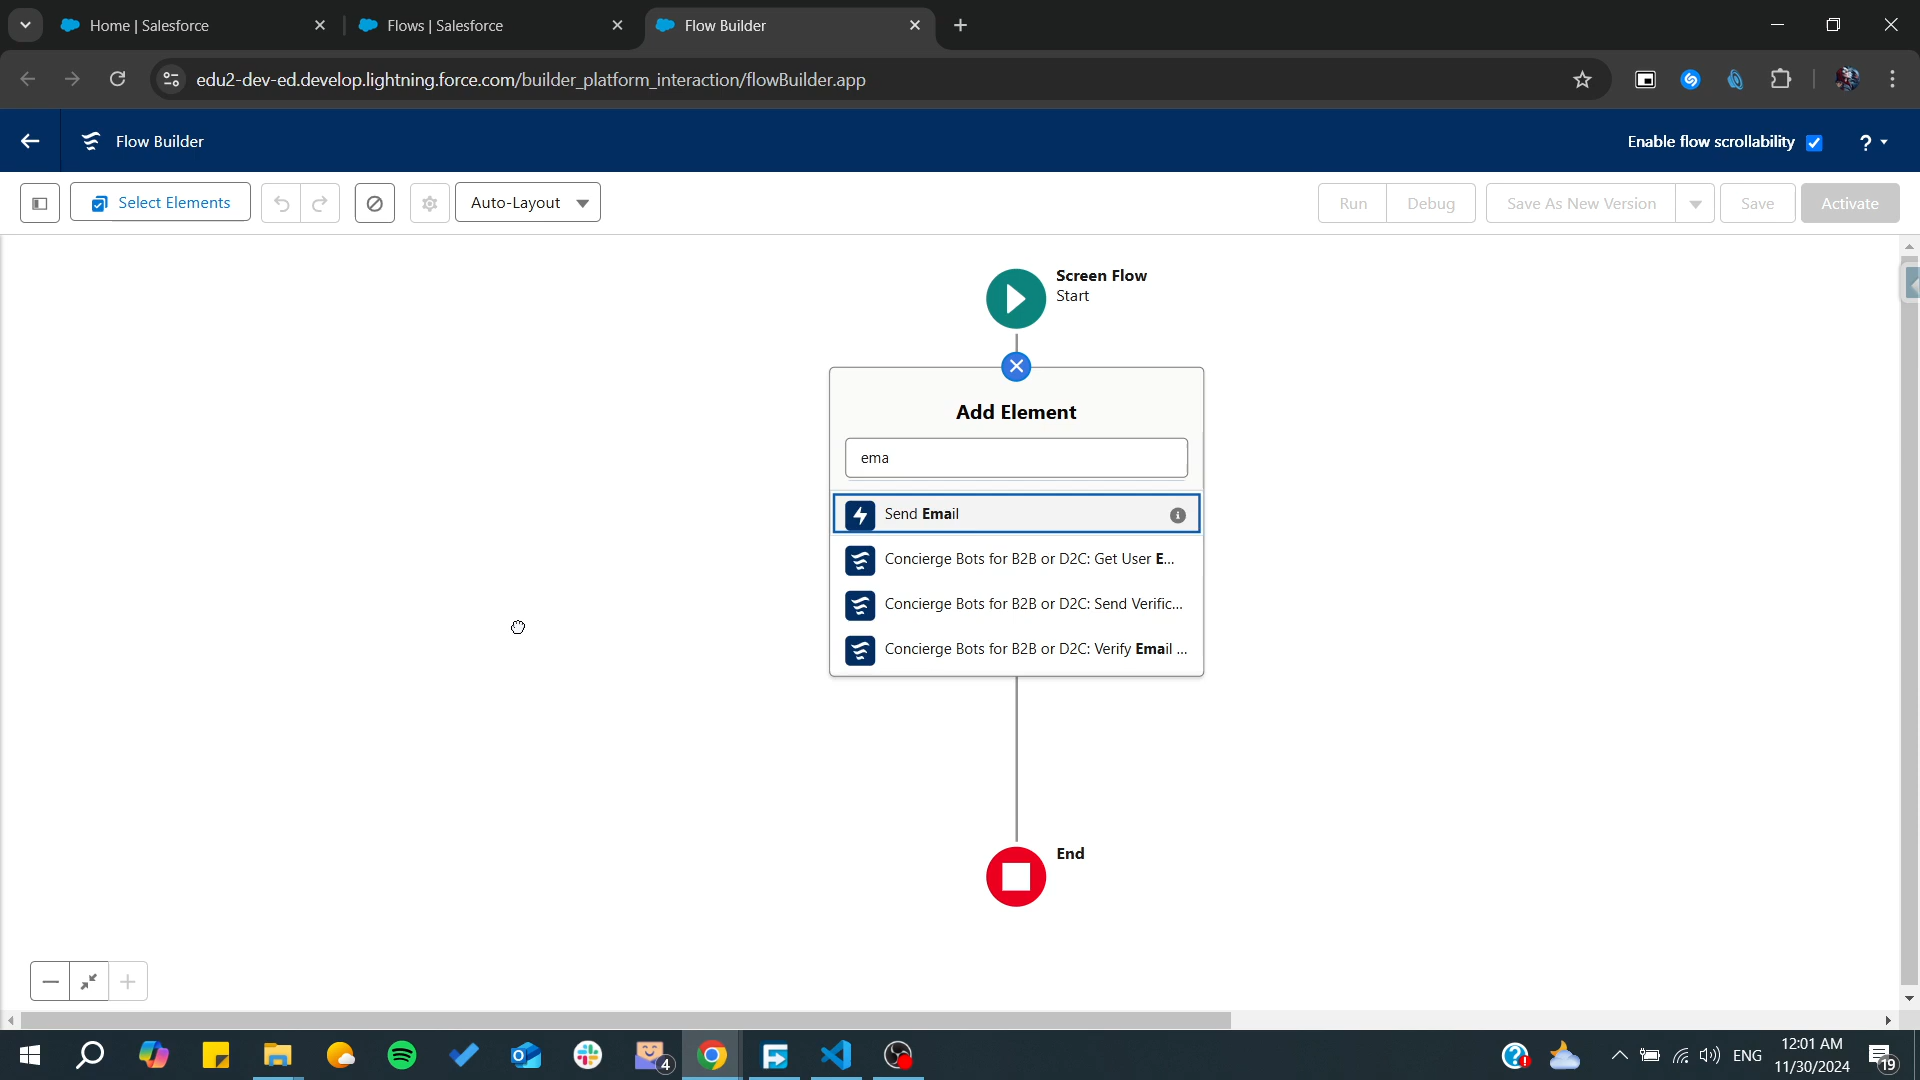 Home | Salesforce
Flows | Salesforce
Flow Builder
edu2-dev-ed.develop.lightning.force.com/builder_platform_interaction/flowBuilder.app
Flow Builder
Enable flow scrollability
?
Select Elements
Auto-Layout
Run
Debug
Save As New Version
Save
Activate
Screen Flow
Start
Add Element
ema
Send Email
Concierge Bots for B2B or D2C: Get User E...
Concierge Bots for B2B or D2C: Send Verific...
Concierge Bots for B2B or D2C: Verify Email ...
End
4
ENG
12:01 AM
11/30/2024
19